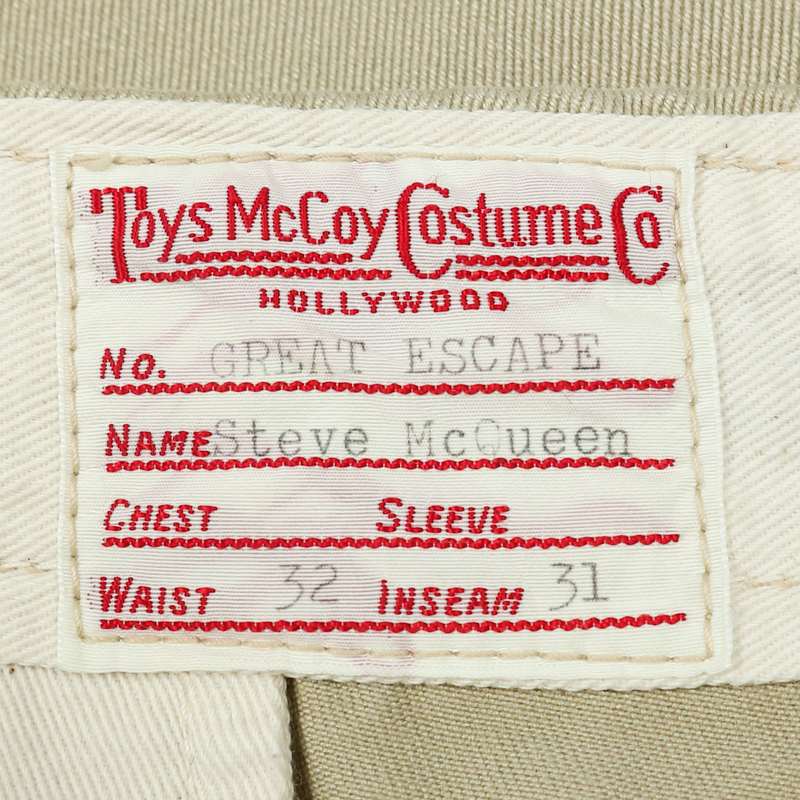 Toys McCoy Costume Co
HOLLYWOOD
No. GREAT ESCAPE
NAME Steve McQueen
CHEST SLEEVE
WAIST 32 INSEAM 31